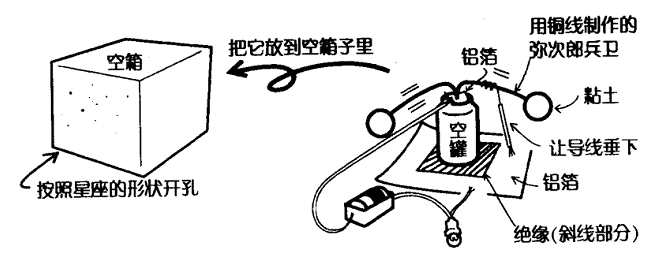 空箱
把它放到空箱子里
按照星座的形状开孔
铝箔
用铜线制作的
弥次郎兵卫
粘土
空
罐
让导线垂下
铝箔
绝缘(斜线部分)